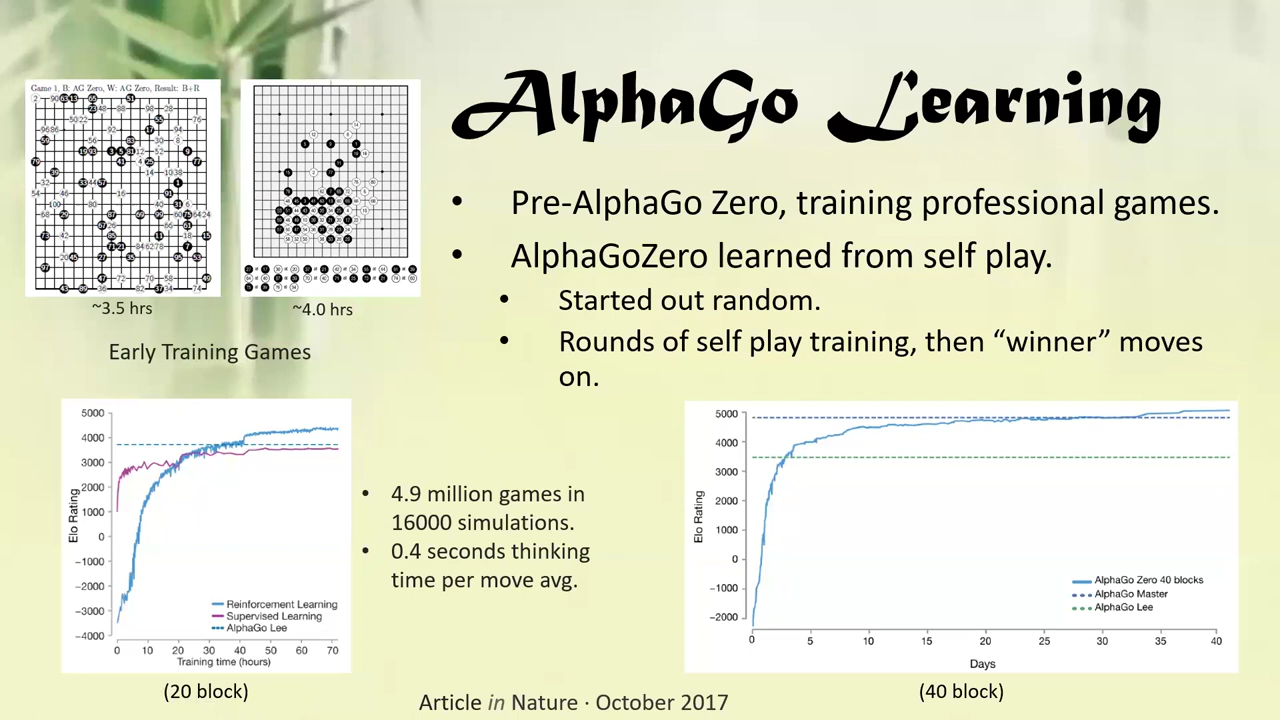 AlphaGo Learning
Game 1, B: AG Zero, W: AG Zero, Result: B+R
~3.5 hrs
~4.0 hrs
Early Training Games
• Pre-AlphaGo Zero, training professional games.
• AlphaGoZero learned from self play.
• Started out random.
• Rounds of self play training, then “winner” moves
on.
5000
4000
3000
2000
1000
0
−1000
−2000
−3000
−4000
Elo Rating
Reinforcement Learning
Supervised Learning
AlphaGo Lee
0 10 20 30 40 50 60 70
Training time (hours)
(20 block)
• 4.9 million games in
16000 simulations.
• 0.4 seconds thinking
time per move avg.
5000
4000
3000
2000
1000
0
−1000
−2000
Elo Rating
AlphaGo Zero 40 blocks
AlphaGo Master
AlphaGo Lee
0 5 10 15 20 25 30 35 40
Days
(40 block)
Article in Nature · October 2017